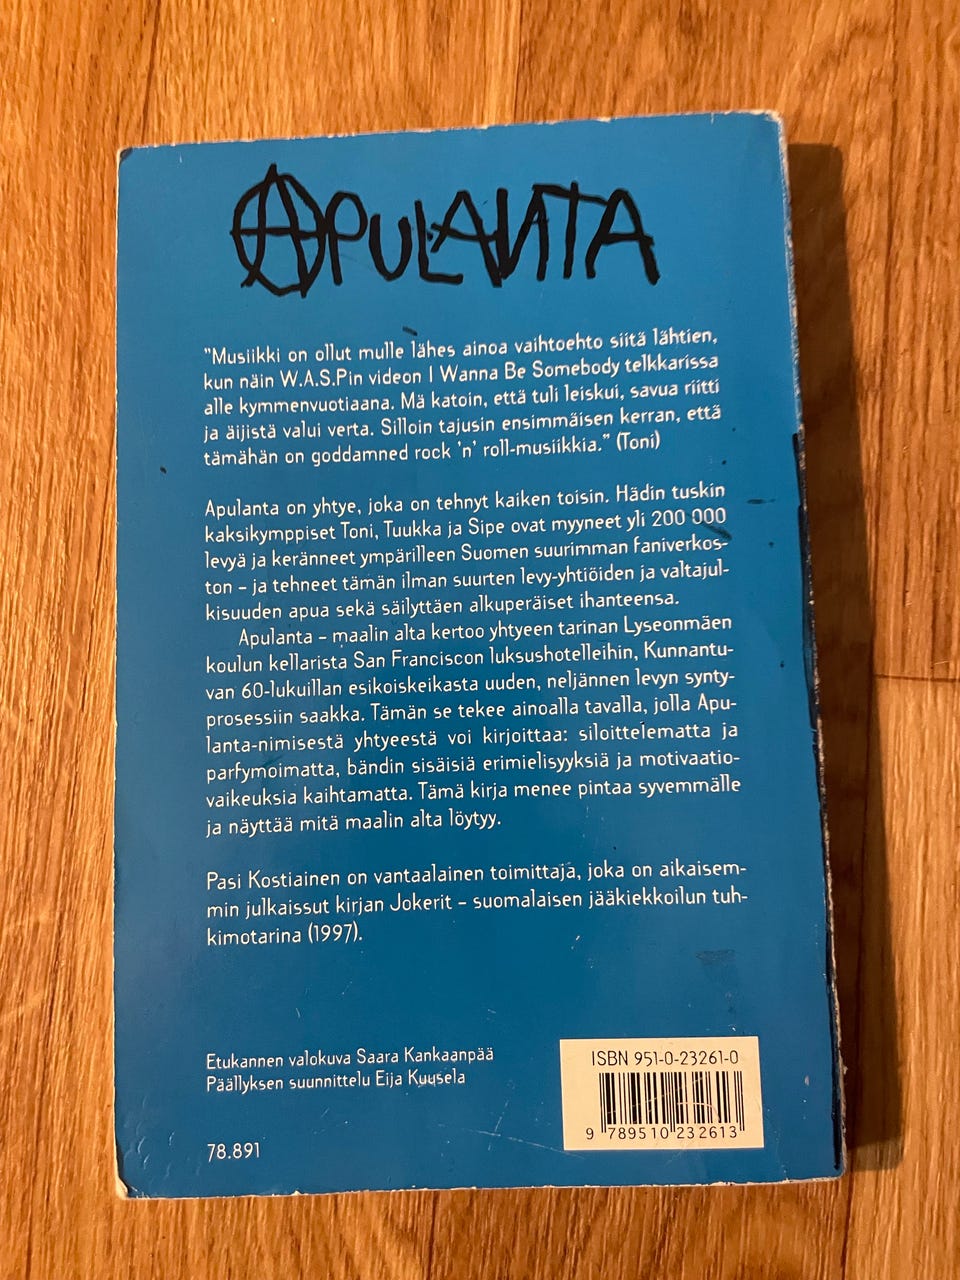 APULANTA
"Musiikki on ollut mulle lähes ainoa vaihtoehto siitä lähtien,
kun näin W.A.S.Pin videon I Wanna Be Somebody telkkarissa
alle kymmenvuotiaana. Mä katoin, että tuli leiskui, savua riitti
ja äijistä valui verta. Silloin tajusin ensimmäisen kerran, että
tämähän on goddamned rock 'n' roll-musiikkia." (Toni)
Apulanta on yhtye, joka on tehnyt kaiken toisin. Hädin tuskin
kaksikymppiset Toni, Tuukka ja Sipe ovat myyneet yli 200 000
levyä ja keränneet ympärilleen Suomen suurimman faniverkos-
ton – ja tehneet tämän ilman suurten levy-yhtiöiden ja valtajul-
kisuuden apua sekä säilyttäen alkuperäiset ihanteensa.
Apulanta – maalin alta kertoo yhtyeen tarinan Lyseonmäen
koulun kellarista San Franciscon luksushotelleihin, Kunnantu-
van 60-lukuillan esikoiskeikasta uuden, neljännen levyn synty-
prosessiin saakka. Tämän se tekee ainoalla tavalla, jolla Apu-
lanta-nimisestä yhtyeestä voi kirjoittaa: siloittelematta ja
parfymoimatta, bändin sisäisiä erimielisyyksiä ja motivaatio-
vaikeuksia kaihtamatta. Tämä kirja menee pintaa syvemmälle
ja näyttää mitä maalin alta löytyy.
Pasi Kostiainen on vantaalainen toimittaja, joka on aikaisem-
min julkaissut kirjan Jokerit – suomalaisen jääkiekkoilun tuh-
kimotarina (1997).
Etukannen valokuva Saara Kankaanpää
Päällyksen suunnittelu Eija Kuusela
78.891
ISBN 951-0-23261-0
9 789510 232613